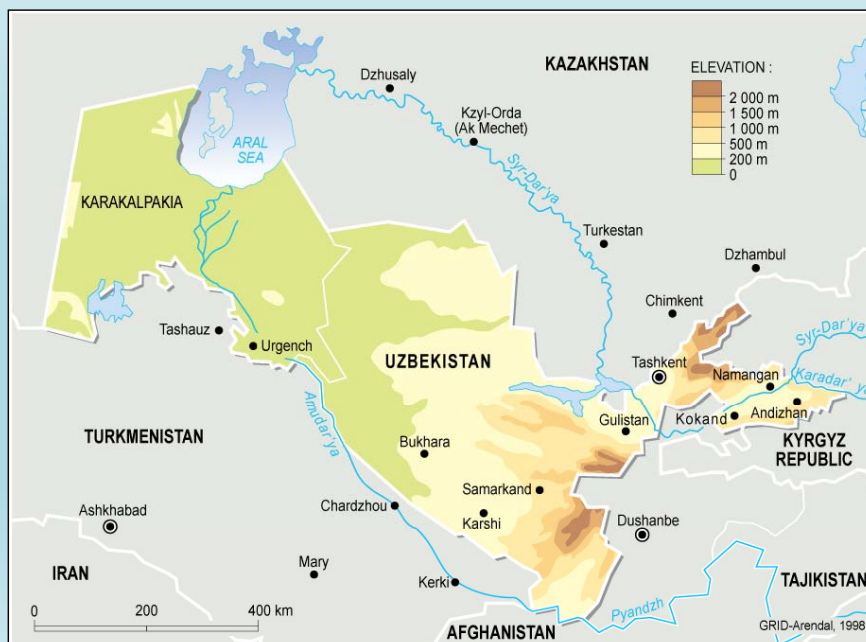 KAZAKHSTAN
ELEVATION :
2 000 m
1 500 m
1 000 m
500 m
200 m
0
Dzhusaly
Kzyl-Orda
(Ak Mechet)
ARAL
SEA
Syr-Dar'ya
KARAKALPAKIA
Turkestan
Dzhambul
Chimkent
Tashauz
Urgench
UZBEKISTAN
Tashkent
Namangan
Syr-Dar'ya
Karadar' ya
Amudar'ya
Gulistan
Kokand
Andizhan
TURKMENISTAN
Bukhara
KYRGYZ
REPUBLIC
Samarkand
Ashkhabad
Chardzhou
Karshi
Dushanbe
IRAN
Mary
Kerki
Pyandzh
TAJIKISTAN
0
200
400 km
AFGHANISTAN
GRID-Arendal, 1998